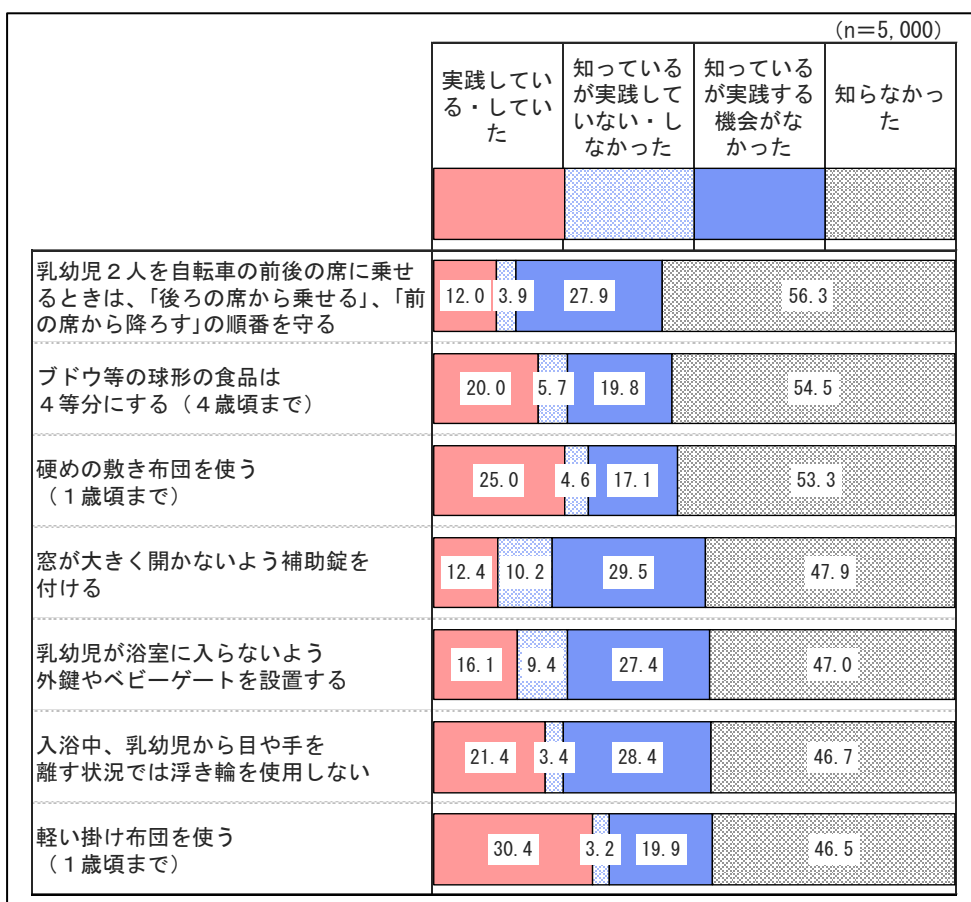 (n＝5,000)
実践してい
る・してい
た
知っている
が実践して
いない・し
なかった
知っている
が実践する
機会がな
かった
知らなかっ
た
乳幼児２人を自転車の前後の席に乗せ
るときは、｢後ろの席から乗せる｣、｢前
の席から降ろす｣の順番を守る
12.0 3.9 27.9 56.3
ブドウ等の球形の食品は
４等分にする（４歳頃まで）
20.0 5.7 19.8 54.5
硬めの敷き布団を使う
（１歳頃まで）
25.0 4.6 17.1 53.3
窓が大きく開かないよう補助錠を
付ける
12.4 10.2 29.5 47.9
乳幼児が浴室に入らないよう
外鍵やベビーゲートを設置する
16.1 9.4 27.4 47.0
入浴中、乳幼児から目や手を
離す状況では浮き輪を使用しない
21.4 3.4 28.4 46.7
軽い掛け布団を使う
（１歳頃まで）
30.4 3.2 19.9 46.5